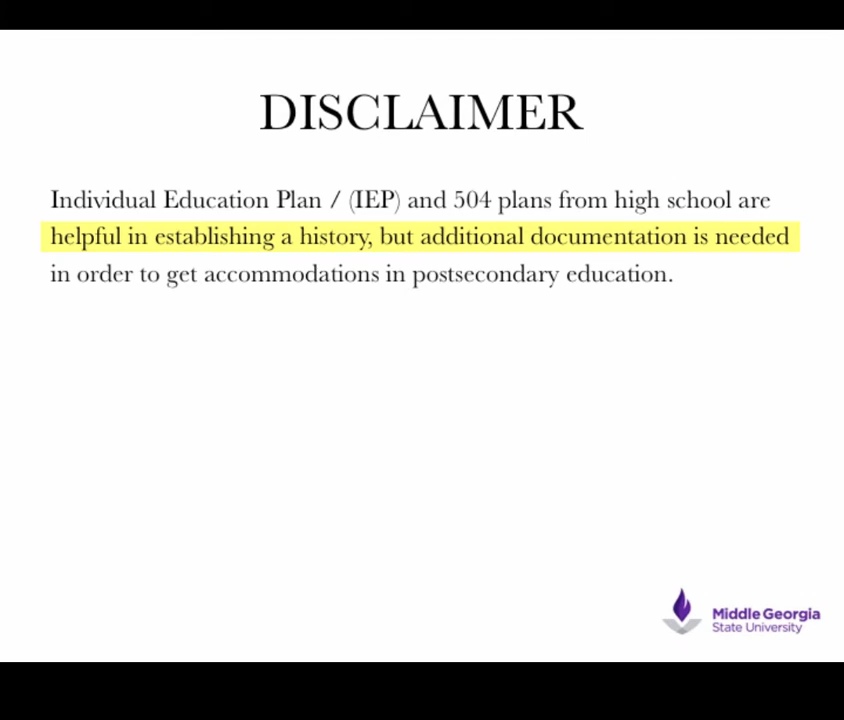 DISCLAIMER
Individual Education Plan / (IEP) and 504 plans from high school are
helpful in establishing a history, but additional documentation is needed
in order to get accommodations in postsecondary education.
Middle Georgia
State University